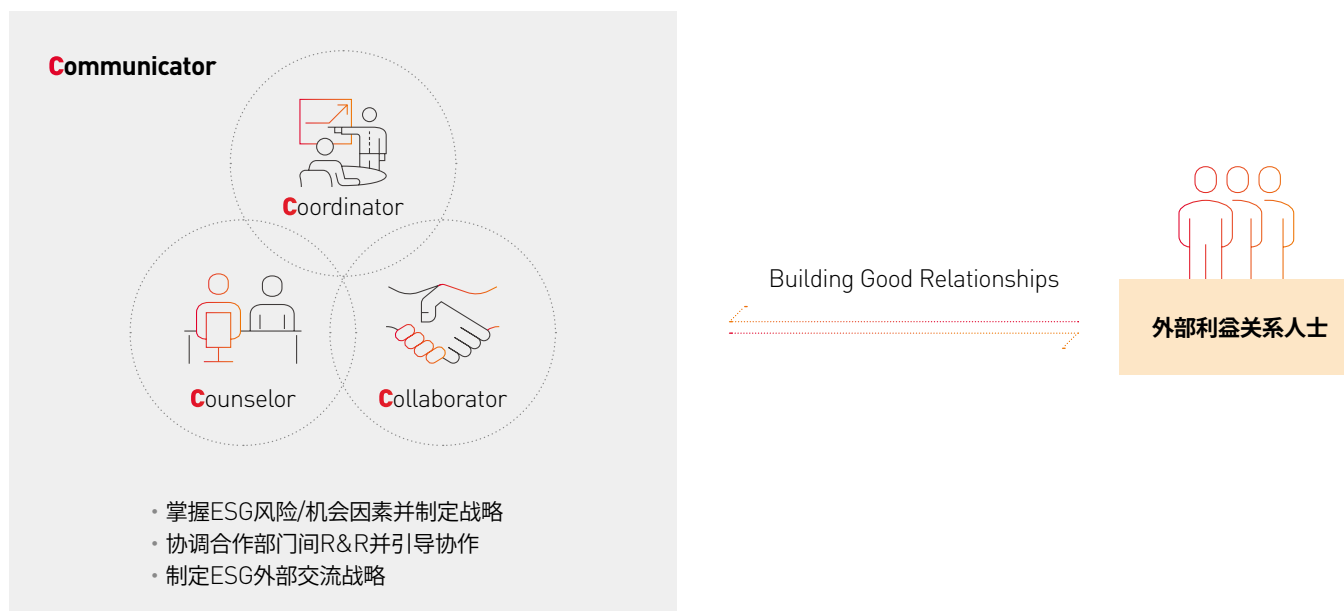 Communicator
Coordinator
Counselor
Collaborator
· 掌握ESG风险/机会因素并制定战略
· 协调合作部门间R&R并引导协作
· 制定ESG外部交流战略
Building Good Relationships
外部利益关系人士